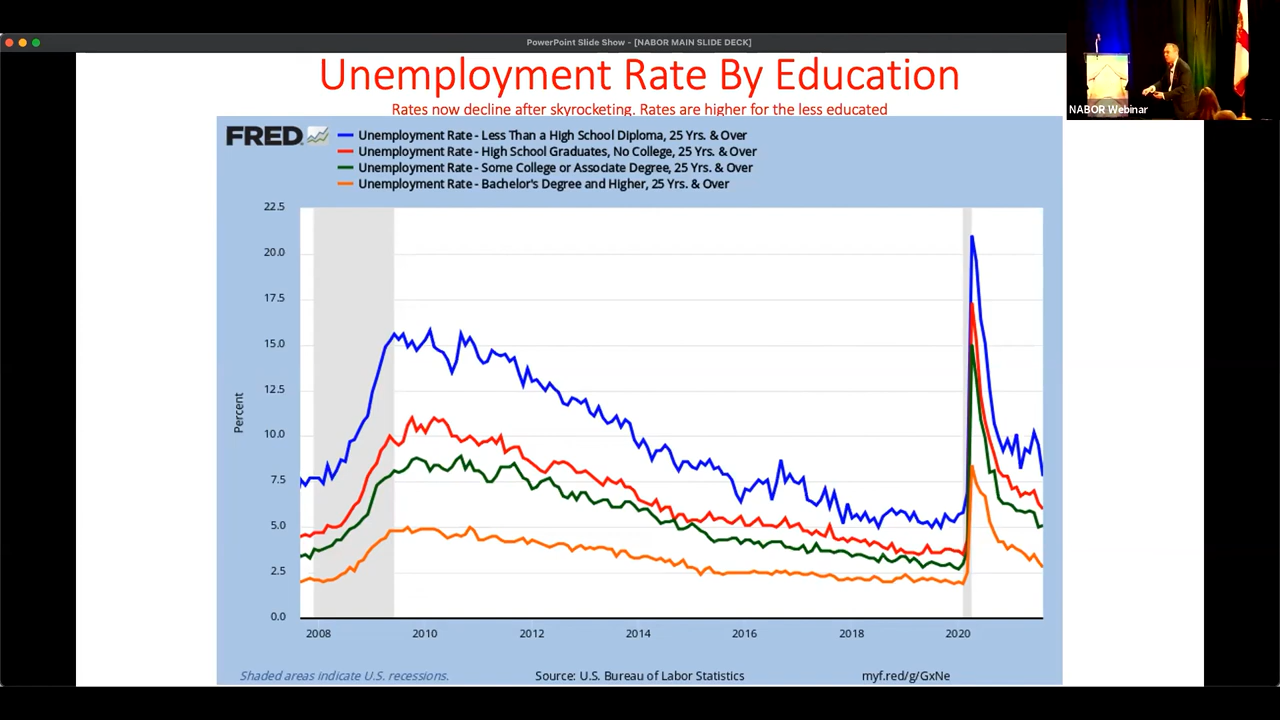 PowerPoint Slide Show - [NABOR MAIN SLIDE DECK]
NABOR Webinar
Unemployment Rate By Education
Rates now decline after skyrocketing. Rates are higher for the less educated
FRED
Unemployment Rate - Less Than a High School Diploma, 25 Yrs. & Over
Unemployment Rate - High School Graduates, No College, 25 Yrs. & Over
Unemployment Rate - Some College or Associate Degree, 25 Yrs. & Over
Unemployment Rate - Bachelor's Degree and Higher, 25 Yrs. & Over
Percent
22.5
20.0
17.5
15.0
12.5
10.0
7.5
5.0
2.5
0.0
2008 2010 2012 2014 2016 2018 2020
Shaded areas indicate U.S. recessions. Source: U.S. Bureau of Labor Statistics myf.red/g/GxNe